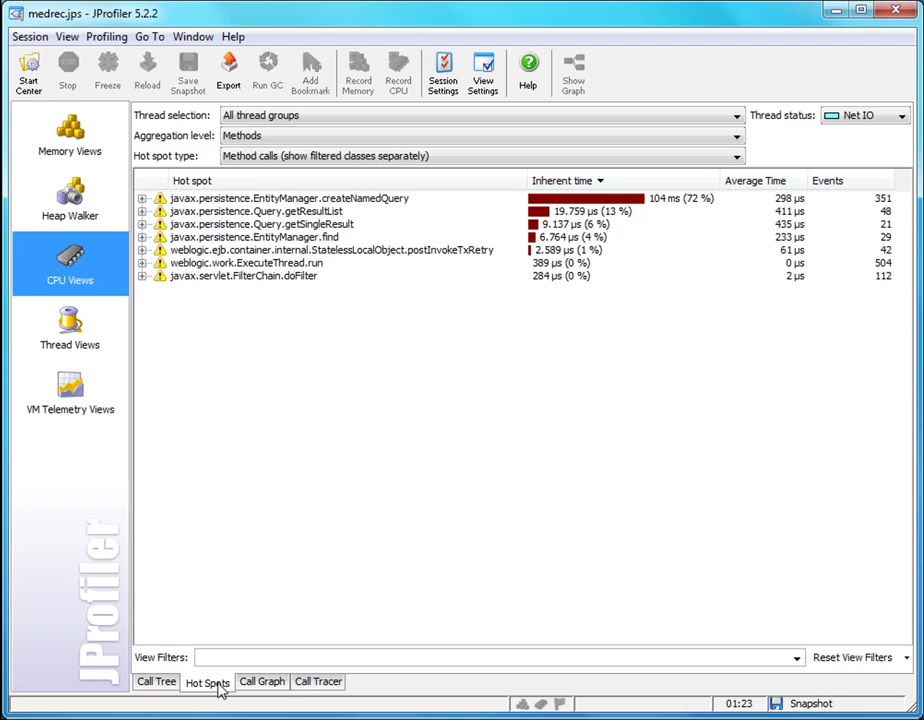 medrec.jps - JProfiler 5.2.2
Session View Profiling Go To Window Help
Start Center
Stop
Freeze
Reload
Save Snapshot
Export
Run GC
Add Bookmark
Record Memory
Record CPU
Session Settings
View Settings
Help
Show Graph
Thread selection: All thread groups Thread status: Net IO
Aggregation level: Methods
Hot spot type: Method calls (show filtered classes separately)
Memory Views
Heap Walker
CPU Views
Thread Views
VM Telemetry Views
JProfiler
Hot spot Inherent time Average Time Events
javax.persistence.EntityManager.createNamedQuery 104 ms (72 %) 298 µs 351
javax.persistence.Query.getResultList 19.759 µs (13 %) 411 µs 48
javax.persistence.Query.getSingleResult 9.137 µs (6 %) 435 µs 21
javax.persistence.EntityManager.find 6.764 µs (4 %) 233 µs 29
weblogic.ejb.container.internal.StatelessLocalObject.postInvokeTxRetry 2.589 µs (1 %) 61 µs 42
weblogic.work.ExecuteThread.run 389 µs (0 %) 0 µs 504
javax.servlet.FilterChain.doFilter 284 µs (0 %) 2 µs 112
View Filters: Reset View Filters
Call Tree Hot Spots Call Graph Call Tracer
01:23 Snapshot